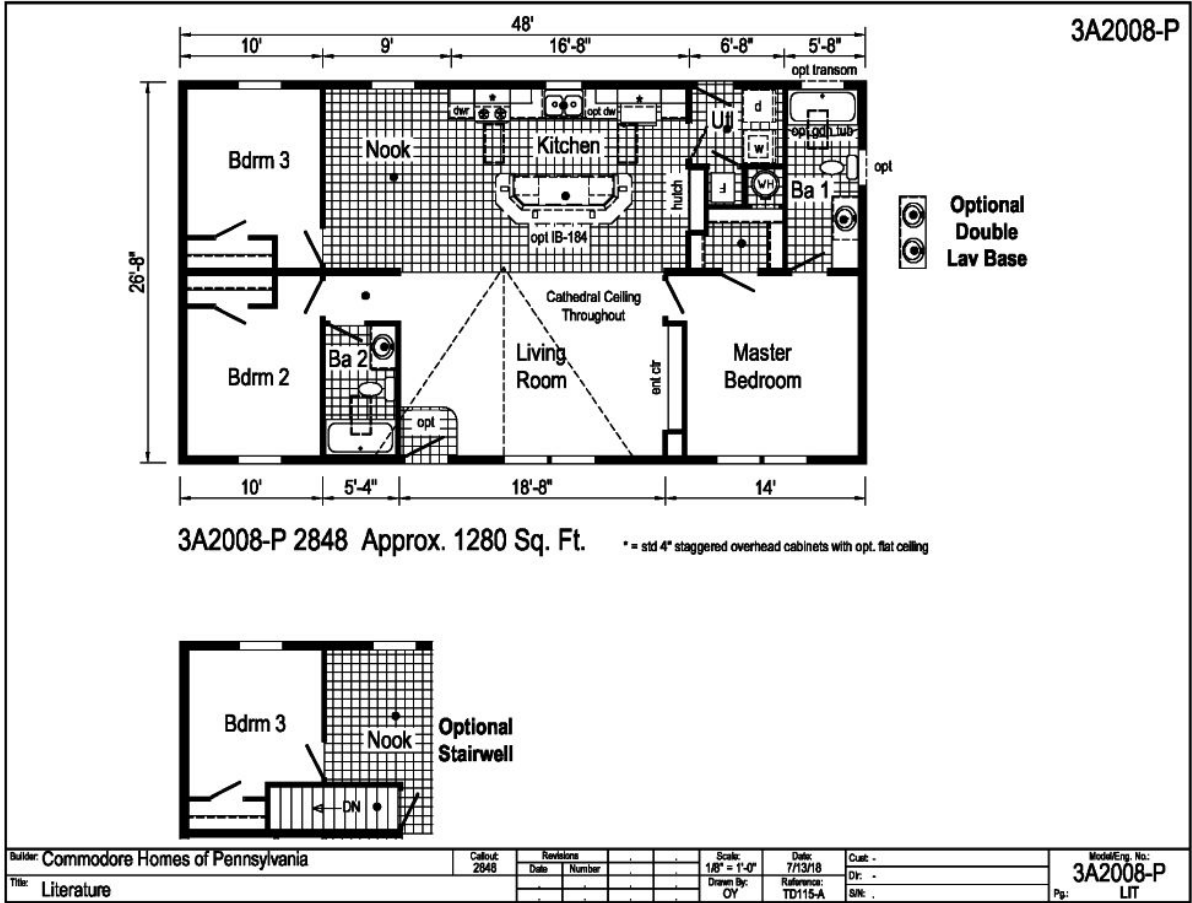 3A2008-P
48'
10' 9' 16'-8" 6'-8" 5'-8"
opt transom
26'-8"
Bdrm 3
Nook
dwr
*
opt dw
*
Kitchen
opt IB-184
hutch
Utl
d
w
F
WH
opt gdn tub
Ba 1
opt
Optional
Double
Lav Base
Bdrm 2
Ba 2
opt
Cathedral Ceiling
Throughout
Living
Room
ent ctr
Master
Bedroom
10' 5'-4" 18'-8" 14'
3A2008-P 2848 Approx. 1280 Sq. Ft.
* = std 4" staggered overhead cabinets with opt. flat ceiling
Bdrm 3
Nook
Optional
Stairwell
DN
Builder: Commodore Homes of Pennsylvania
Title: Literature
Callout:
2848
Revisions
Date Number
Scale:
1/8" = 1'-0"
Drawn By:
OY
Date:
7/13/18
Reference:
TD115-A
Cust: -
Dir: -
S/N: .
Model/Eng. No.:
3A2008-P
Pg.: LIT